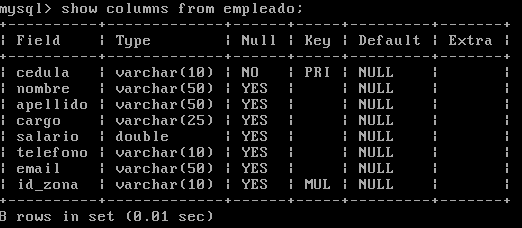 mysql> show columns from empleado;
+-----------+-------------+------+-----+---------+-------+
| Field     | Type        | Null | Key | Default | Extra |
+-----------+-------------+------+-----+---------+-------+
| cedula    | varchar(10) | NO   | PRI | NULL    |       |
| nombre    | varchar(50) | YES  |     | NULL    |       |
| apellido  | varchar(50) | YES  |     | NULL    |       |
| cargo     | varchar(25) | YES  |     | NULL    |       |
| salario   | double      | YES  |     | NULL    |       |
| telefono  | varchar(10) | YES  |     | NULL    |       |
| email     | varchar(50) | YES  |     | NULL    |       |
| id_zona   | varchar(10) | YES  | MUL | NULL    |       |
+-----------+-------------+------+-----+---------+-------+
8 rows in set (0.01 sec)